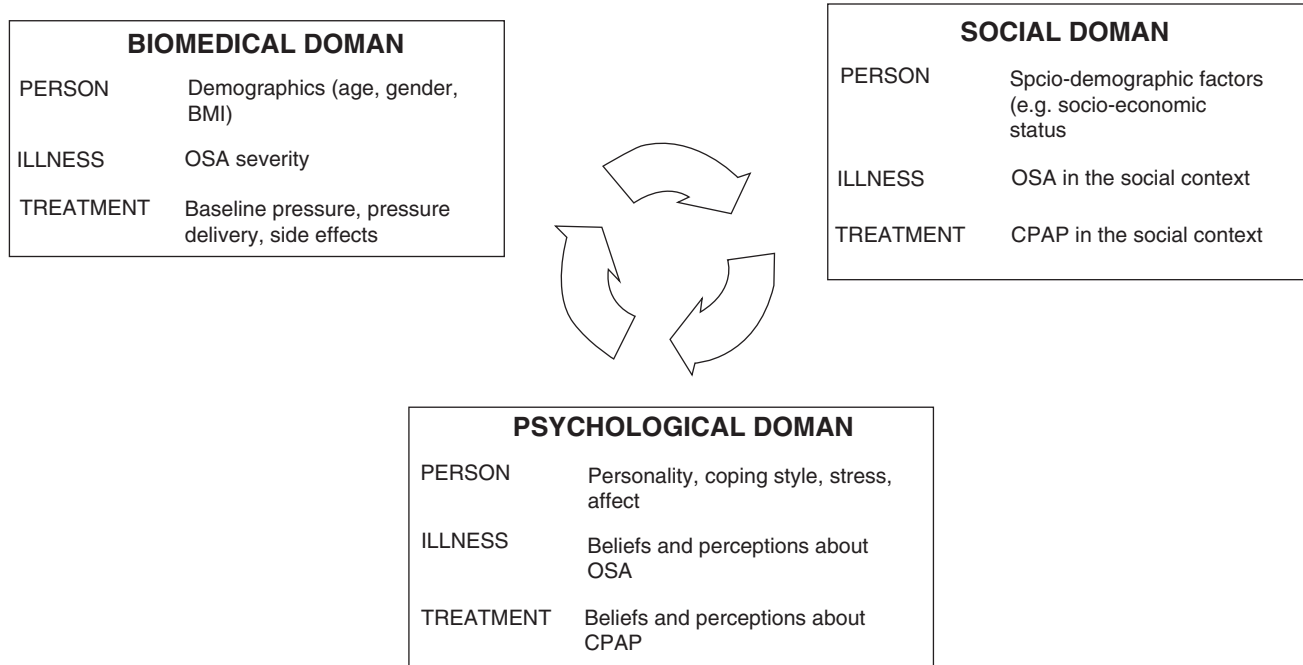 BIOMEDICAL DOMAN
PERSON Demographics (age, gender,
BMI)
ILLNESS OSA severity
TREATMENT Baseline pressure, pressure
delivery, side effects
SOCIAL DOMAN
PERSON Spcio-demographic factors
(e.g. socio-economic
status
ILLNESS OSA in the social context
TREATMENT CPAP in the social context
PSYCHOLOGICAL DOMAN
PERSON Personality, coping style, stress,
affect
ILLNESS Beliefs and perceptions about
OSA
TREATMENT Beliefs and perceptions about
CPAP